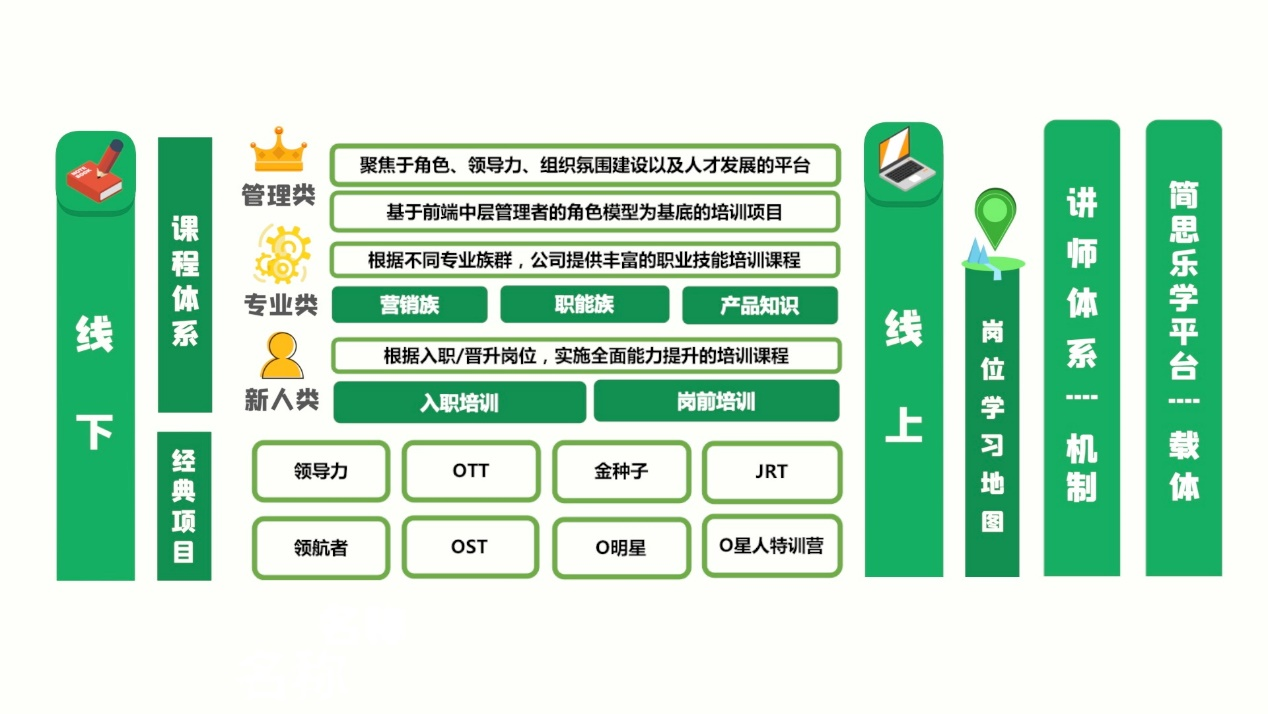 线下
课程体系
管理类
聚焦于角色、领导力、组织氛围建设以及人才发展的平台
基于前端中层管理者的角色模型为基底的培训项目
专业类
根据不同专业族群，公司提供丰富的职业技能培训课程
营销族
职能族
产品知识
新人类
根据入职/晋升岗位，实施全面能力提升的培训课程
入职培训
岗前培训
经典项目
领导力
OTT
金种子
JRT
领航者
OST
O明星
O星人特训营
线上
岗位学习地图
讲师体系----机制
简思乐学平台----载体
NOTE BOOK